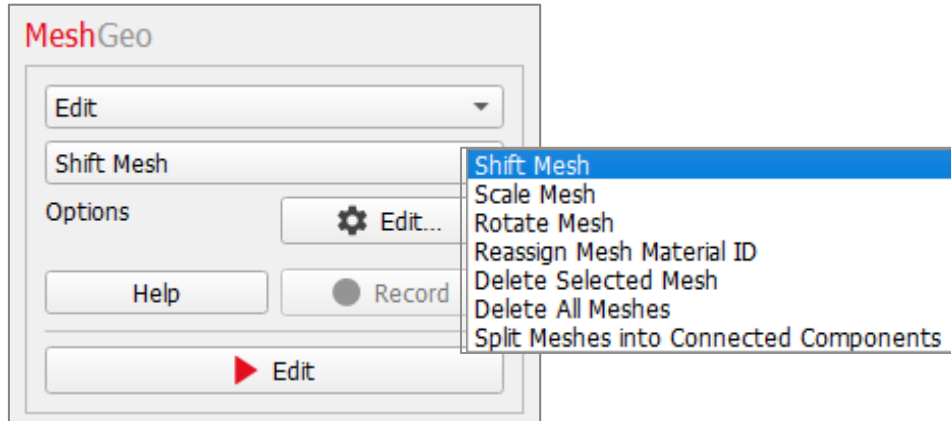 MeshGeo
Edit
Shift Mesh
Options
Edit...
Help
Record
Edit
Shift Mesh
Scale Mesh
Rotate Mesh
Reassign Mesh Material ID
Delete Selected Mesh
Delete All Meshes
Split Meshes into Connected Components